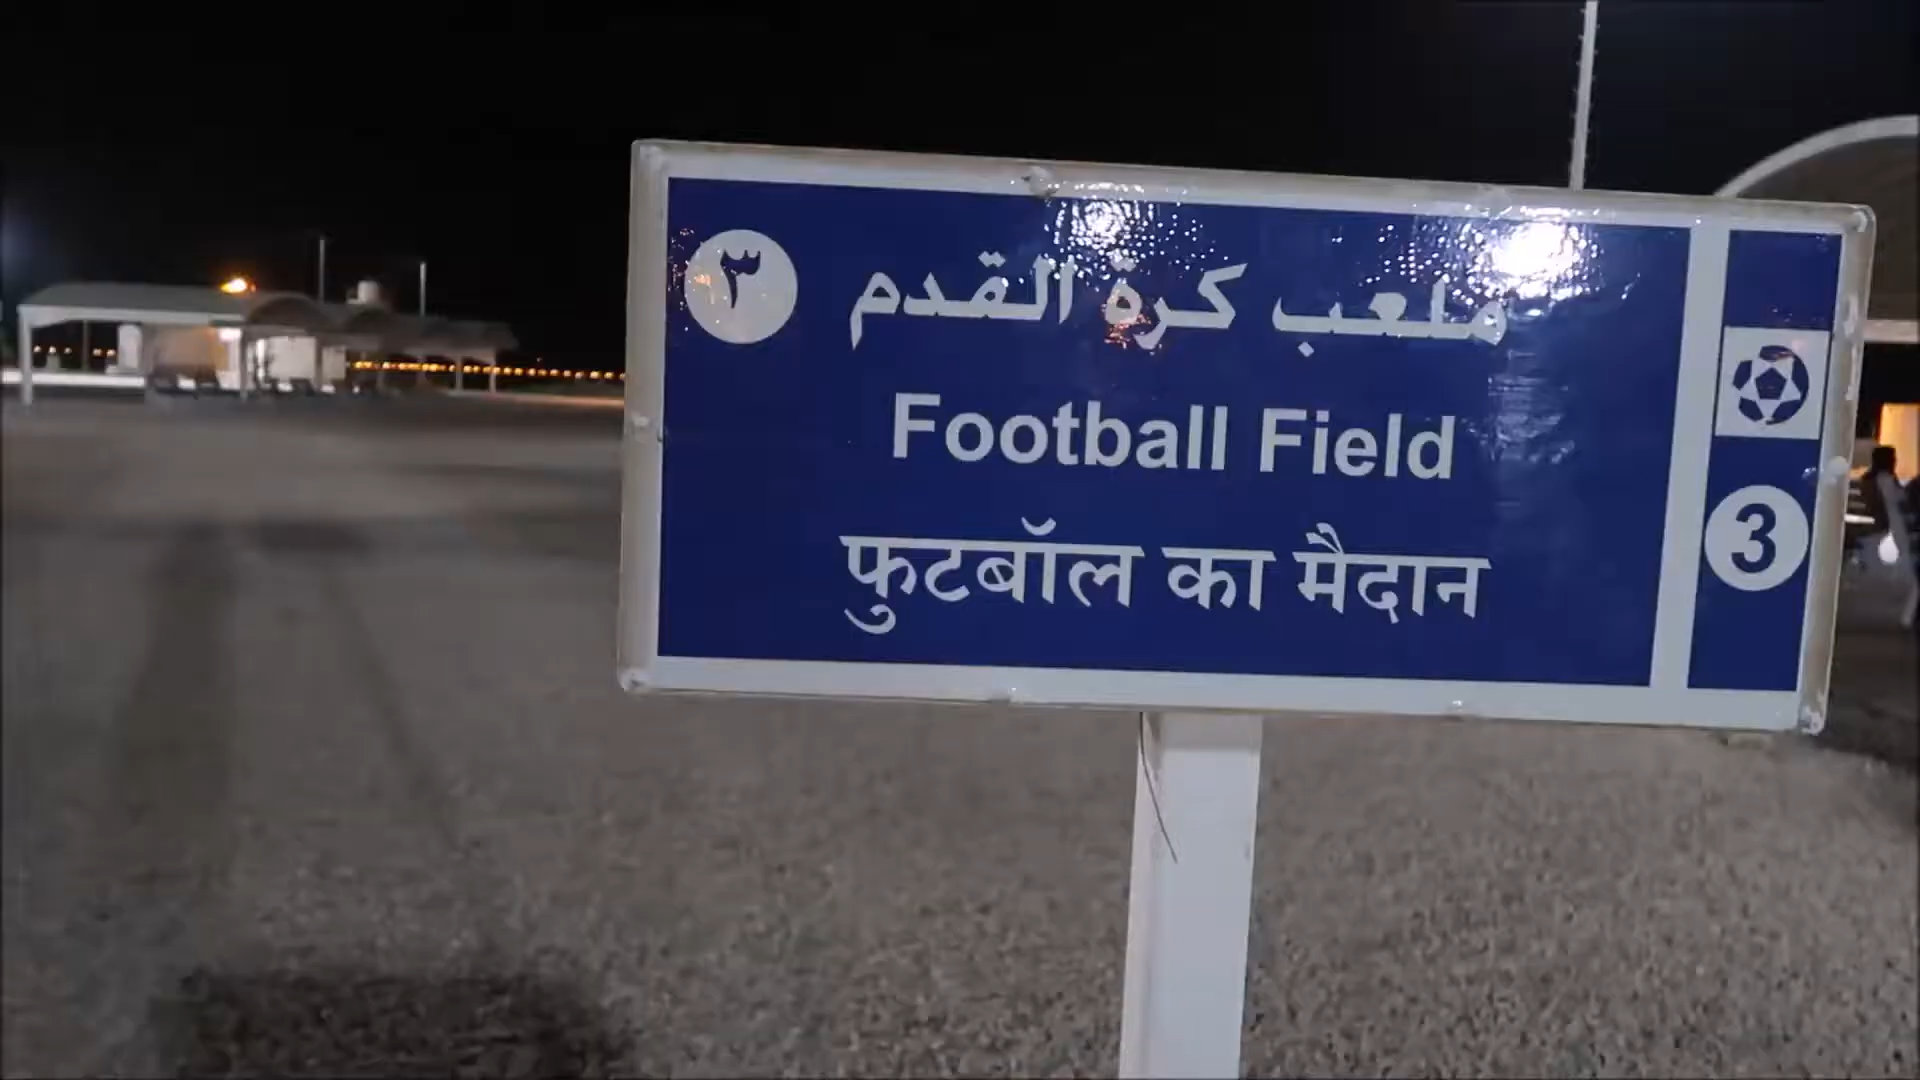 ٣
ملعب كرة القدم
Football Field
फुटबॉल का मैदान
3